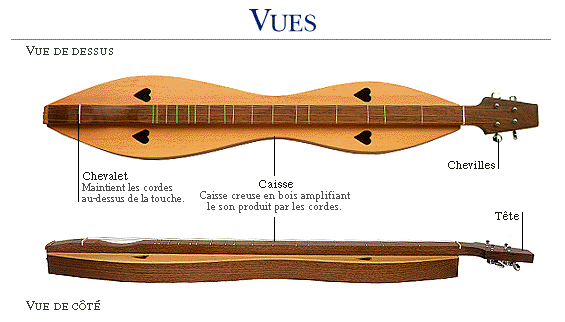 VUES
VUE DE DESSUS
Chevilles
Chevalet
Maintient les cordes
au-dessus de la touche.
Caisse
Caisse creuse en bois amplifiant
le son produit par les cordes.
Tête
VUE DE CÔTÉ